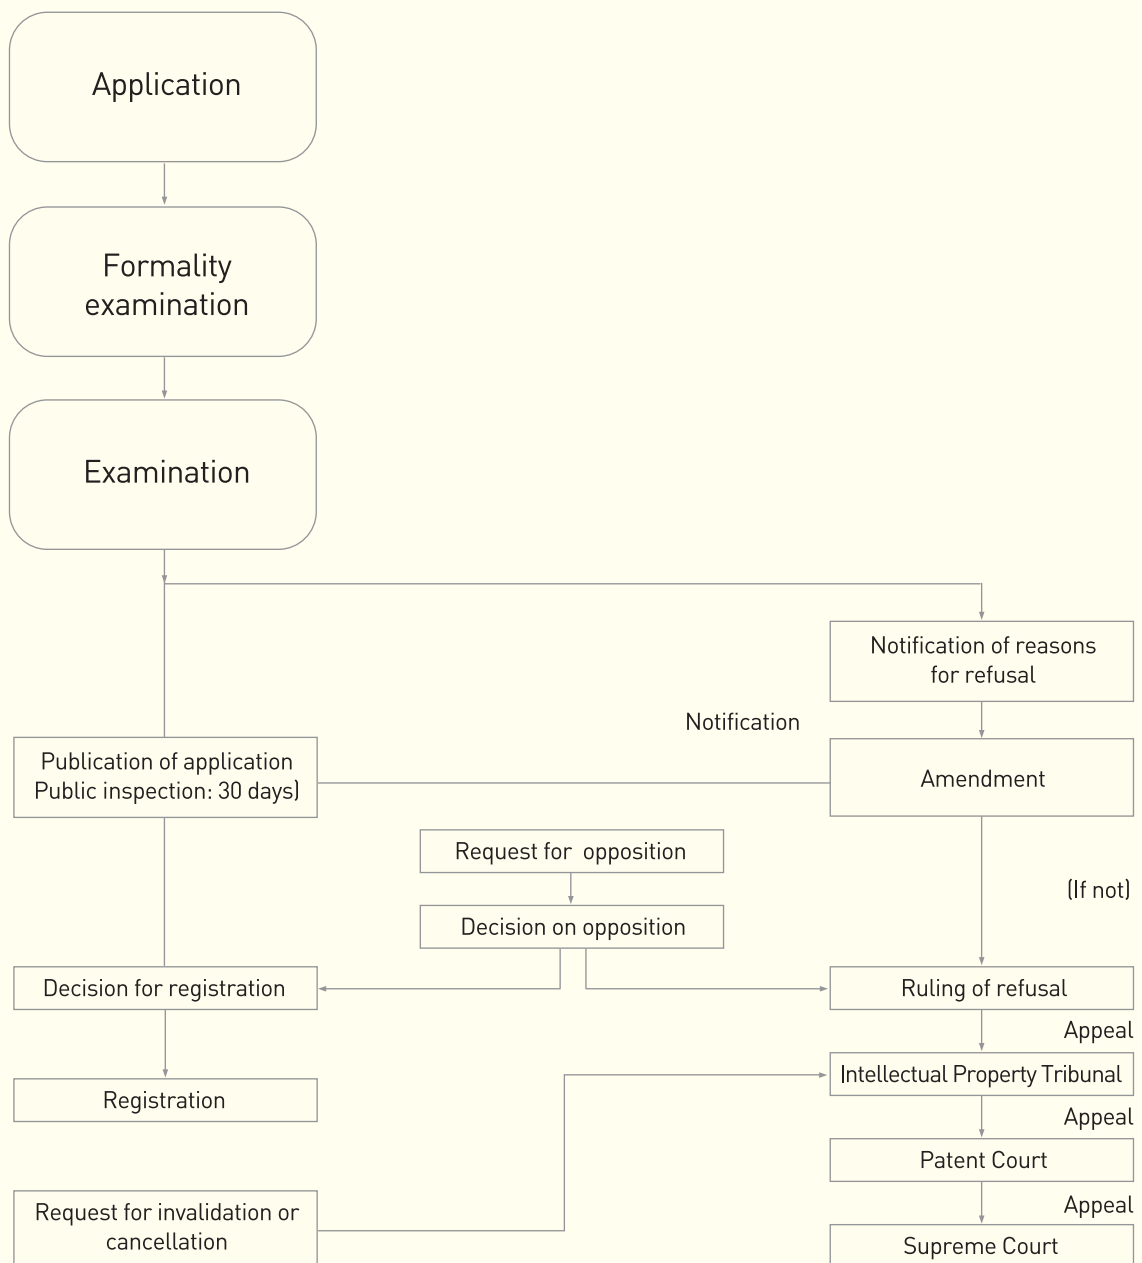 Application
Formality
examination
Examination
Notification of reasons
for refusal
Notification
Publication of application
Public inspection: 30 days)
Amendment
Request for opposition
(If not)
Decision on opposition
Decision for registration
Ruling of refusal
Appeal
Intellectual Property Tribunal
Registration
Appeal
Patent Court
Appeal
Request for invalidation or
cancellation
Supreme Court